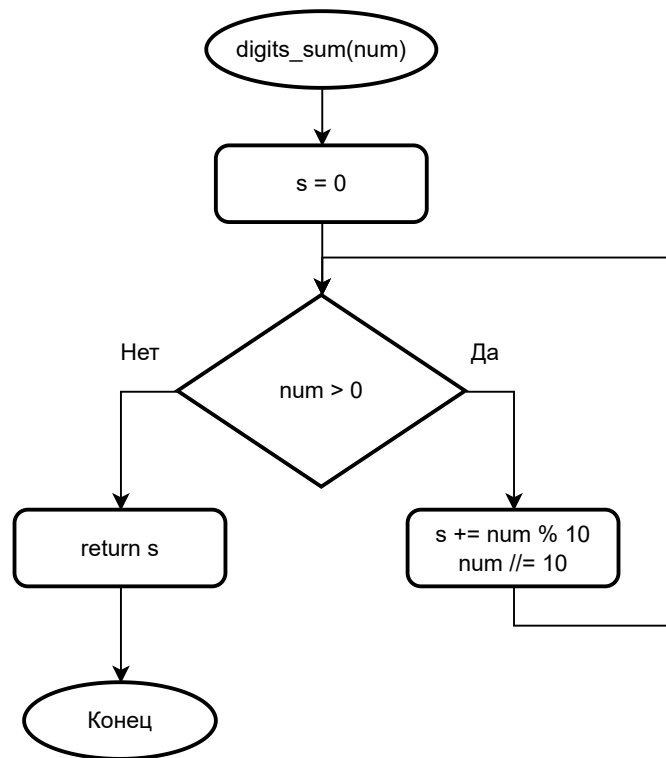 digits_sum(num)
s = 0
Нет
Да
num > 0
return s
s += num % 10
num //= 10
Конец